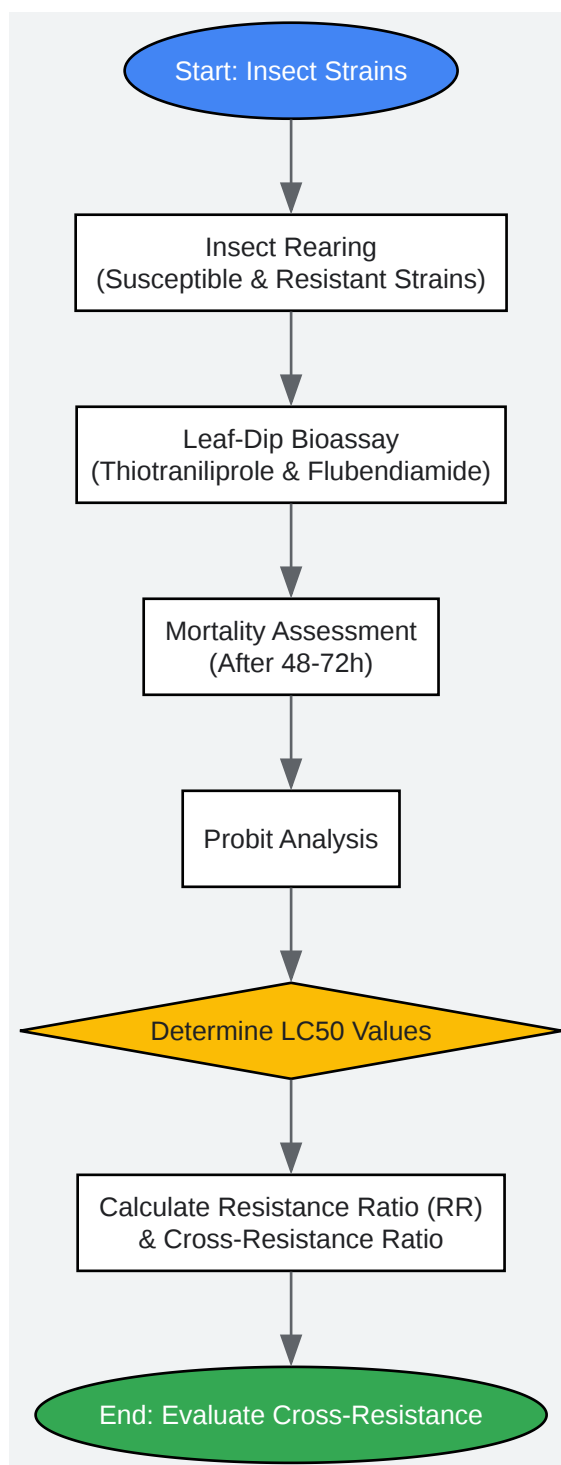 Start: Insect Strains
Insect Rearing
(Susceptible & Resistant Strains)
Leaf-Dip Bioassay
(Thiotraniliprole & Flubendiamide)
Mortality Assessment
(After 48-72h)
Probit Analysis
Determine LC50 Values
Calculate Resistance Ratio (RR)
& Cross-Resistance Ratio
End: Evaluate Cross-Resistance